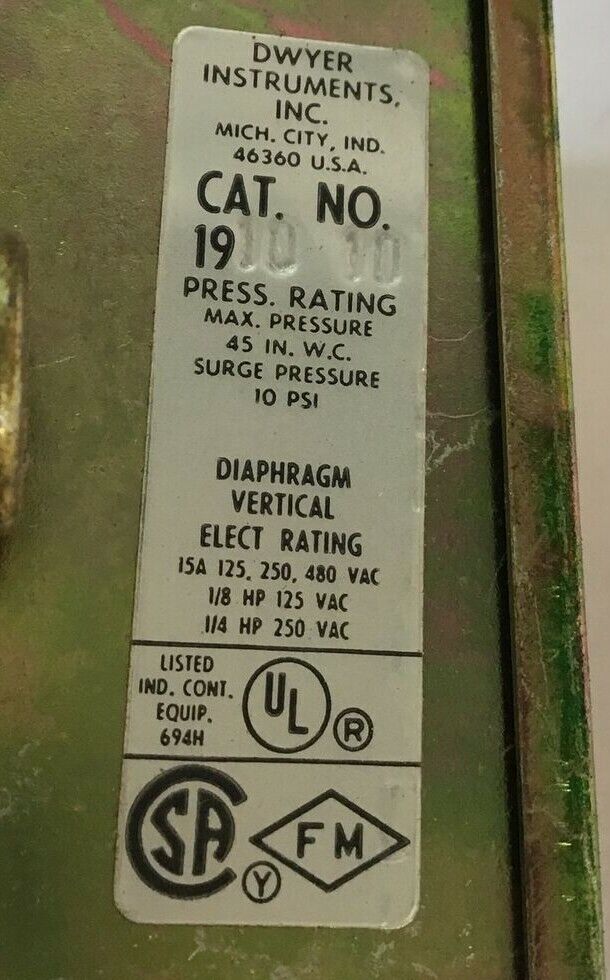 DWYER
INSTRUMENTS,
INC.
MICH. CITY, IND.
46360 U.S.A.
CAT. NO.
1910 10
PRESS. RATING
MAX. PRESSURE
45 IN. W.C.
SURGE PRESSURE
10 PSI
DIAPHRAGM
VERTICAL
ELECT RATING
15A 125, 250, 480 VAC
1/8 HP 125 VAC
1/4 HP 250 VAC
LISTED
IND. CONT.
EQUIP.
694H
UL ®
SA Y
FM